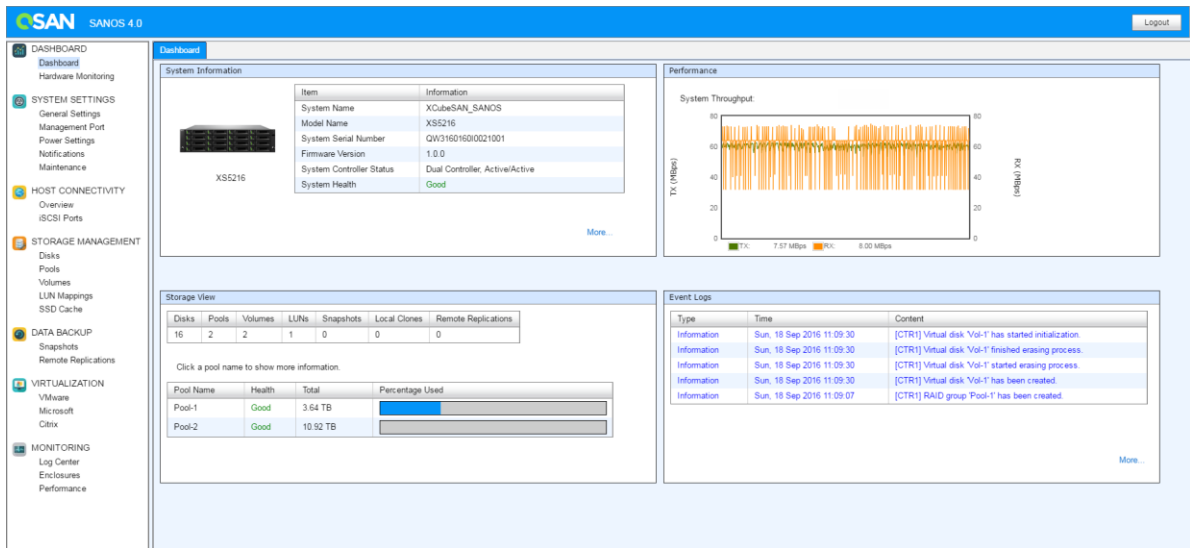 QSAN SANOS 4.0
Logout
DASHBOARD
Dashboard
Hardware Monitoring
SYSTEM SETTINGS
General Settings
Management Port
Power Settings
Notifications
Maintenance
HOST CONNECTIVITY
Overview
iSCSI Ports
STORAGE MANAGEMENT
Disks
Pools
Volumes
LUN Mappings
SSD Cache
DATA BACKUP
Snapshots
Remote Replications
VIRTUALIZATION
VMware
Microsoft
Citrix
MONITORING
Log Center
Enclosures
Performance
Dashboard
System Information
XS5216
Item Information
System Name XCubeSAN_SANOS
Model Name XS5216
System Serial Number QW3160160I0021001
Firmware Version 1.0.0
System Controller Status Dual Controller, Active/Active
System Health Good
More...
Performance
System Throughput:
TX (MBps)
80 80
60 60
40 40
20 20
0 0
RX (MBps)
TX: 7.57 MBps RX: 8.00 MBps
Storage View
Disks Pools Volumes LUNs Snapshots Local Clones Remote Replications
16 2 2 1 0 0 0
Click a pool name to show more information.
Pool Name Health Total Percentage Used
Pool-1 Good 3.64 TB
Pool-2 Good 10.92 TB
Event Logs
Type Time Content
Information Sun, 18 Sep 2016 11:09:30 [CTR1] Virtual disk 'Vol-1' has started initialization.
Information Sun, 18 Sep 2016 11:09:30 [CTR1] Virtual disk 'Vol-1' finished erasing process.
Information Sun, 18 Sep 2016 11:09:30 [CTR1] Virtual disk 'Vol-1' started erasing process.
Information Sun, 18 Sep 2016 11:09:30 [CTR1] Virtual disk 'Vol-1' has been created.
Information Sun, 18 Sep 2016 11:09:07 [CTR1] RAID group 'Pool-1' has been created.
More...